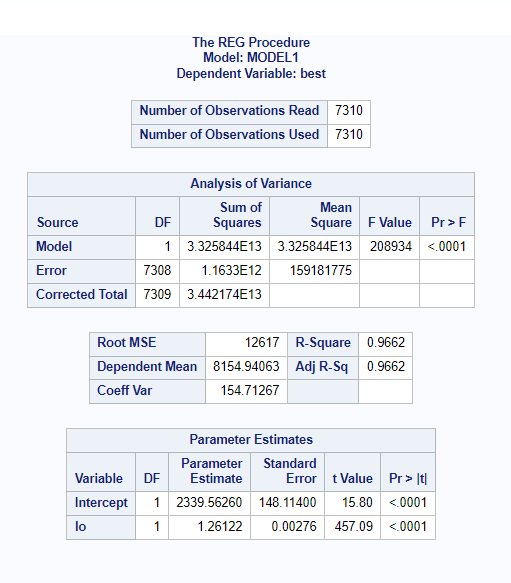 The REG Procedure
Model: MODEL1
Dependent Variable: best
Number of Observations Read 7310
Number of Observations Used 7310
Analysis of Variance
Source DF Sum of Squares Mean Square F Value Pr > F
Model 1 3.325844E13 3.325844E13 208934 <.0001
Error 7308 1.1633E12 159181775
Corrected Total 7309 3.442174E13
Root MSE 12617 R-Square 0.9662
Dependent Mean 8154.94063 Adj R-Sq 0.9662
Coeff Var 154.71267
Parameter Estimates
Variable DF Parameter Estimate Standard Error t Value Pr > |t|
Intercept 1 2339.56260 148.11400 15.80 <.0001
lo 1 1.26122 0.00276 457.09 <.0001